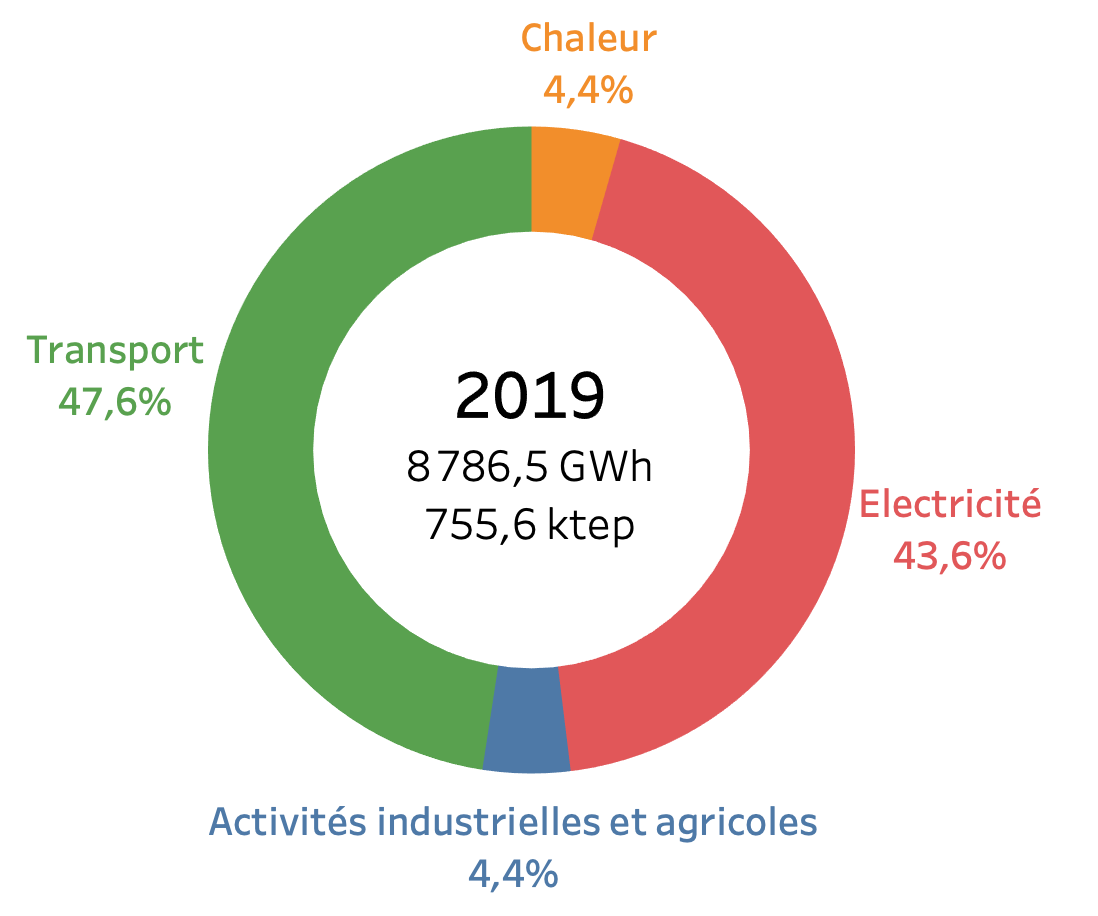 Chaleur
4,4%
Transport
47,6%
2019
8 786,5 GWh
755,6 ktep
Electricité
43,6%
Activités industrielles et agricoles
4,4%